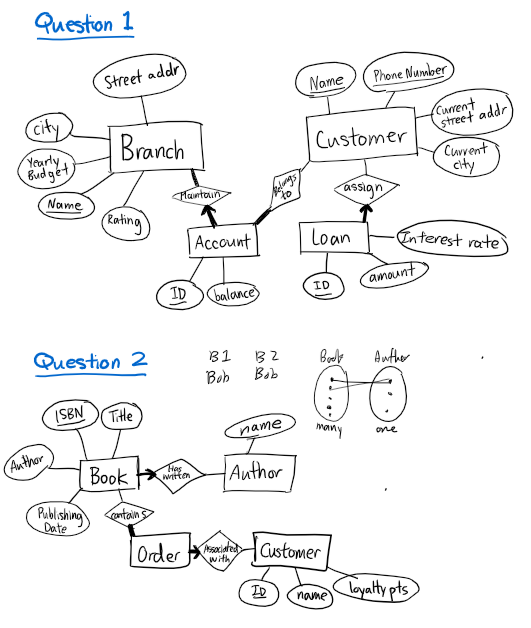 Question 1
Street addr
City
Branch
Yearly
Budget
Name
Rating
Maintain
Account
ID
balance
Belongs
to
Name
Phone Number
Customer
Current
street addr
Current
city
assign
Loan
Interest rate
ID
amount
Question 2
B1 B2
Bob Bob
Book Author
many one
ISBN
Title
Author
Book
Publishing
Date
Has
written
name
Author
contains
Order
Associated
with
Customer
ID
name
loyalty pts